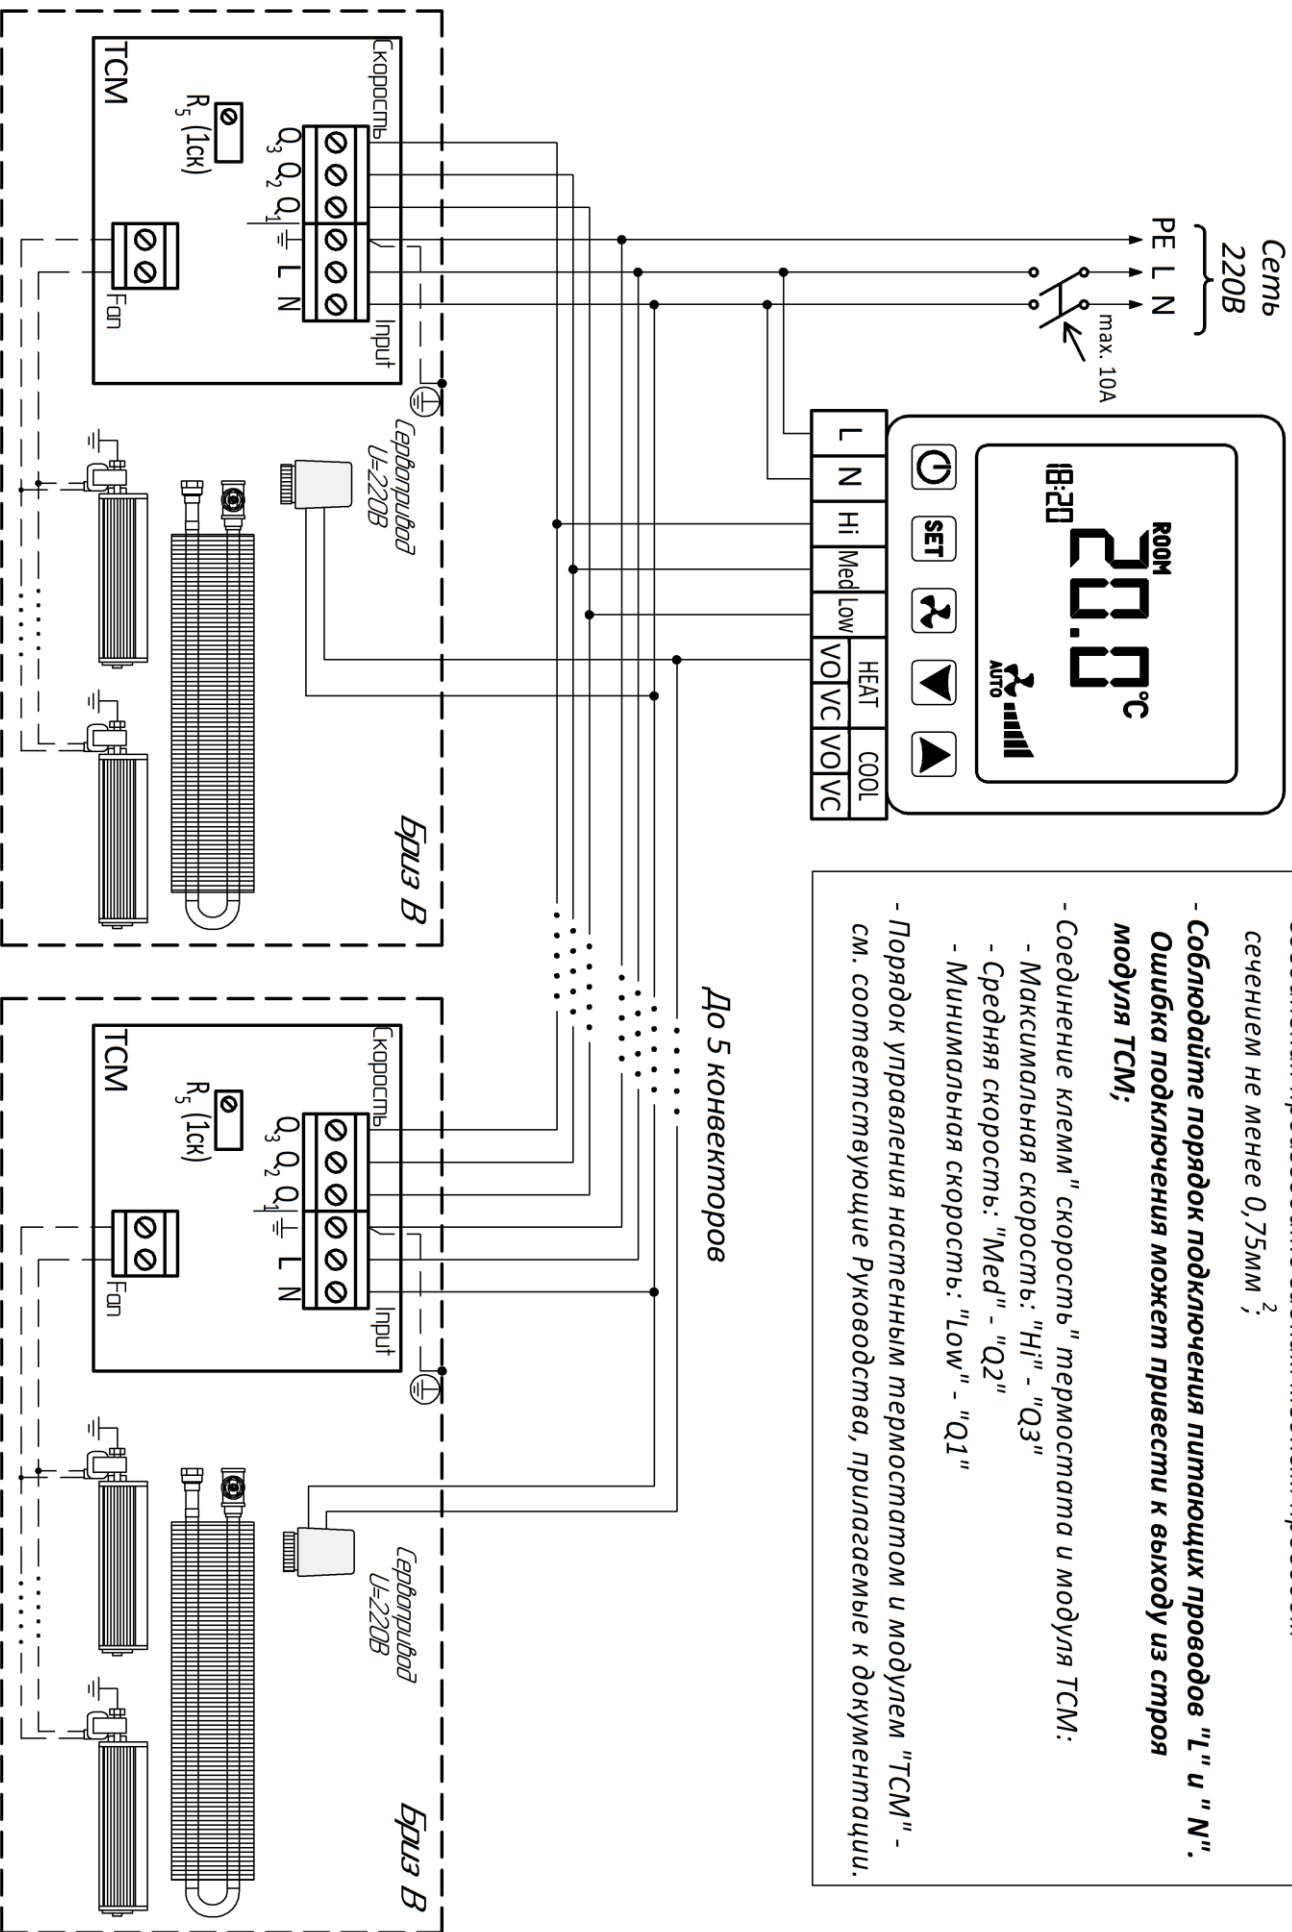 Сеть
220В
PE L N
max. 10A
18:20
ROOM
20.0 °C
AUTO
SET
L N Hi Med Low
HEAT COOL
VO VC VO VC
сечением не менее 0,75мм²;
- Соблюдайте порядок подключения питающих проводов "L" и " N".
Ошибка подключения может привести к выходу из строя
модуля ТСМ;
- Соединение клемм" скорость" термостата и модуля ТСМ:
- Максимальная скорость: "Hi" - "Q3"
- Средняя скорость: "Med" - "Q2"
- Минимальная скорость: "Low" - "Q1"
- Порядок управления настенным термостатом и модулем "ТСМ" -
см. соответствующие Руководства, прилагаемые к документации.
До 5 конвекторов
Скорость
Input
Q₃ Q₂ Q₁ L N
R₅ (1ск)
Fan
ТСМ
Сервопривод
U=220В
Бриз В
Скорость
Input
Q₃ Q₂ Q₁ L N
R₅ (1ск)
Fan
ТСМ
Сервопривод
U=220В
Бриз В